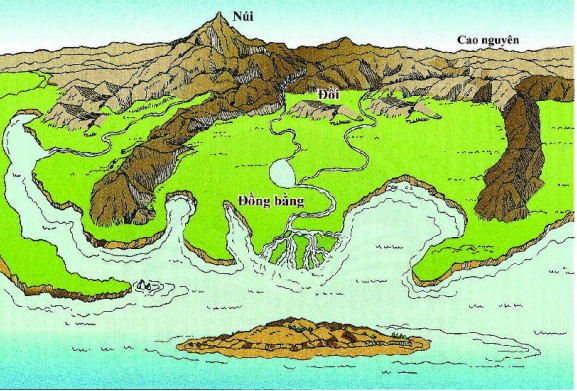 Núi
Cao nguyên
Đồi
Đồng bằng